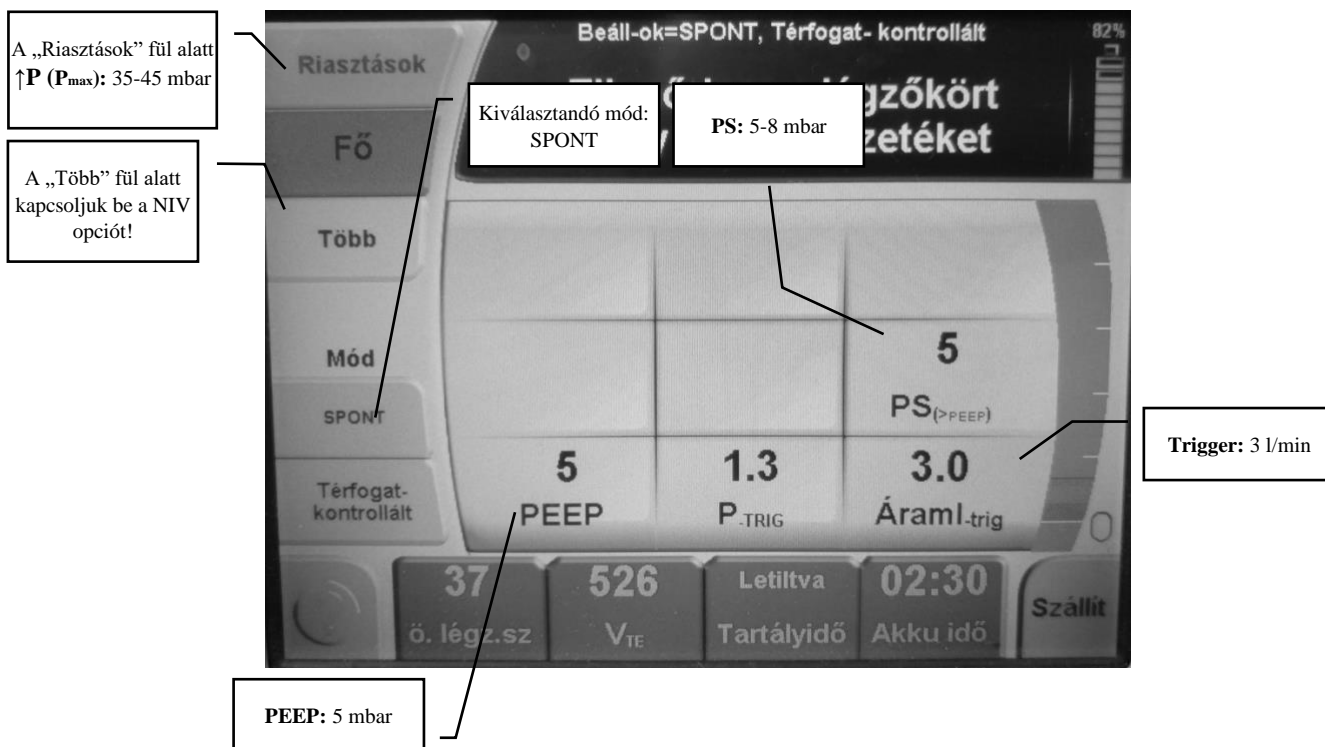 A „Riasztások” fül alatt
↑P (Pmax): 35-45 mbar
A „Több” fül alatt
kapcsoljuk be a NIV
opciót!
Beáll-ok=SPONT, Térfogat- kontrollált
82%
Kiválasztandó mód:
SPONT
PS: 5-8 mbar
Riasztások
Fő
Több
Mód
SPONT
Térfogat-
kontrollált
5
PS(>PEEP)
5
PEEP
1.3
P-TRIG
3.0
Áraml-trig
Trigger: 3 l/min
37
ö. légz.sz
526
VTE
Letiltva
Tartályidő
02:30
Akku idő
Szállít
PEEP: 5 mbar